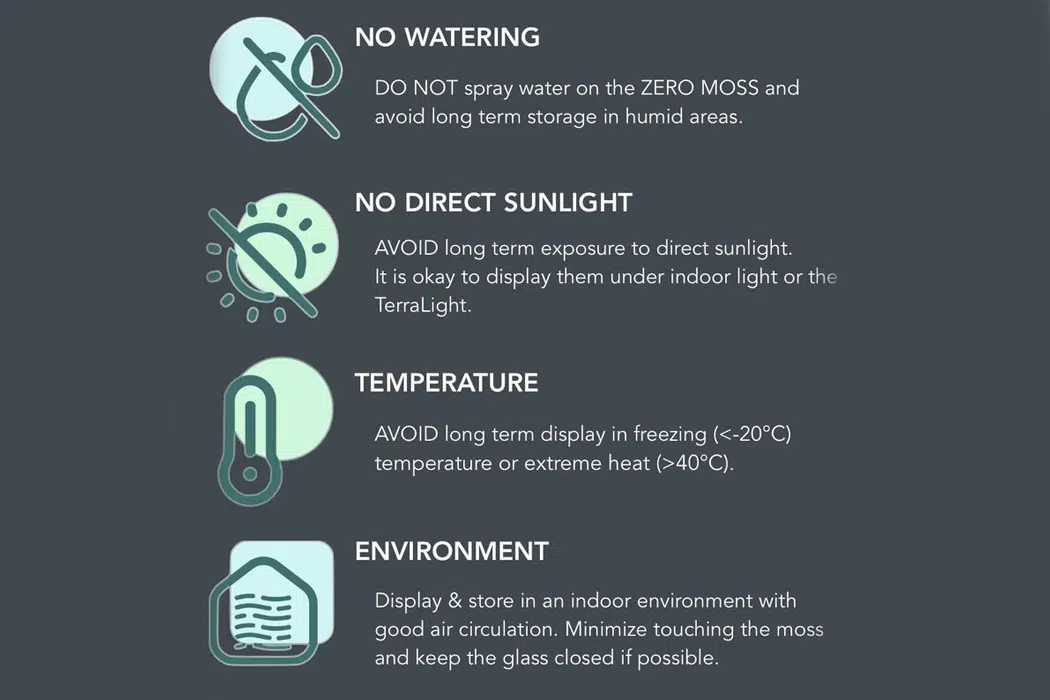 NO WATERING
DO NOT spray water on the ZERO MOSS and
avoid long term storage in humid areas.
NO DIRECT SUNLIGHT
AVOID long term exposure to direct sunlight.
It is okay to display them under indoor light or the
TerraLight.
TEMPERATURE
AVOID long term display in freezing (<-20°C)
temperature or extreme heat (>40°C).
ENVIRONMENT
Display & store in an indoor environment with
good air circulation. Minimize touching the moss
and keep the glass closed if possible.